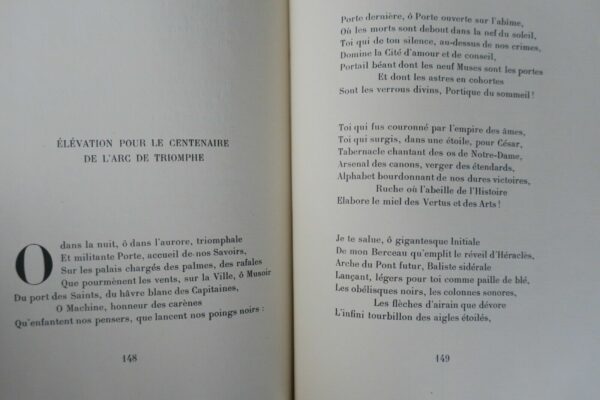 ÉLÉVATION POUR LE CENTENAIRE
DE L'ARC DE TRIOMPHE
O dans la nuit, ô dans l'aurore, triomphale
Et militante Porte, accueil de nos Savoirs,
Sur les palais chargés des palmes, des rafales
Que pourmènent les vents, sur la Ville, ô Musoir
Du port des Saints, du hâvre blanc des Capitaines,
O Machine, honneur des carènes
Qu'enfantent nos pensers, que lancent nos poings noirs :
148
Porte dernière, ô Porte ouverte sur l'abîme,
Où les morts sont debout dans la nef du soleil,
Toi qui de ton silence, au-dessus de nos crimes,
Domine la Cité d'amour et de conseil,
Portail béant dont les neuf Muses sont les portes
Et dont les astres en cohortes
Sont les verrous divins, Portique du sommeil !
Toi qui fus couronné par l'empire des âmes,
Toi qui surgis, dans une étoile, pour César,
Tabernacle chantant des os de Notre-Dame,
Arsenal des canons, verger des étendards,
Alphabet bourdonnant de nos dures victoires,
Ruche où l'abeille de l'Histoire
Elabore le miel des Vertus et des Arts !
Je te salue, ô gigantesque Initiale
De mon Berceau qu'emplit le réveil d'Héraclès,
Arche du Pont futur, Baliste sidérale
Lançant, légers pour toi comme paille de blé,
Les obélisques noirs, les colonnes sonores,
Les flèches d'airain que dévore
L'infini tourbillon des aigles étoilés,
149